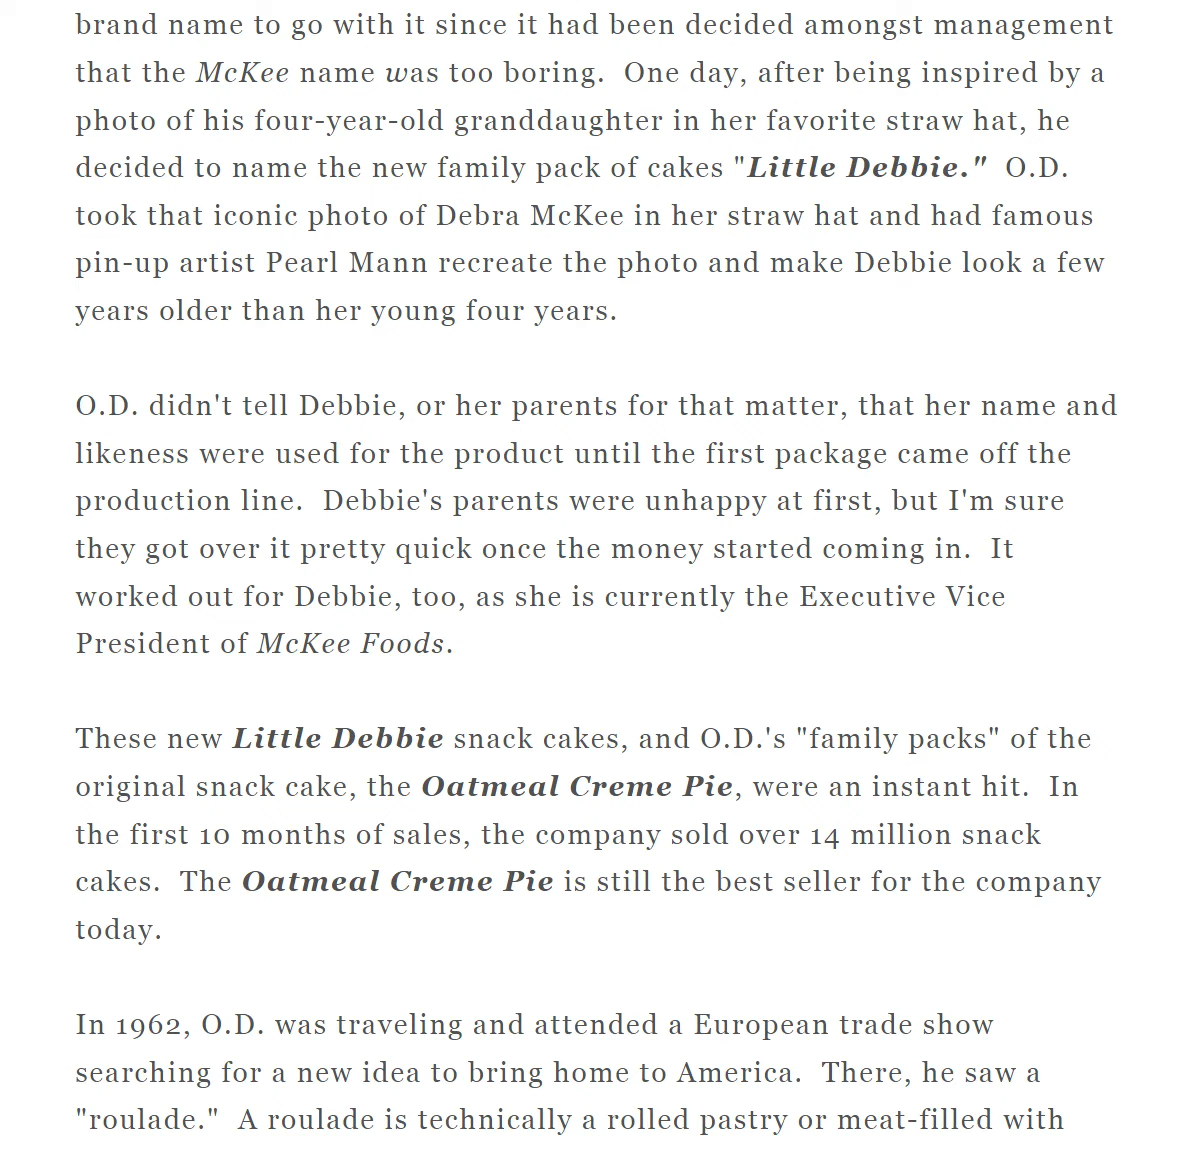 brand name to go with it since it had been decided amongst management
that the McKee name was too boring.  One day, after being inspired by a
photo of his four-year-old granddaughter in her favorite straw hat, he
decided to name the new family pack of cakes "Little Debbie."  O.D.
took that iconic photo of Debra McKee in her straw hat and had famous
pin-up artist Pearl Mann recreate the photo and make Debbie look a few
years older than her young four years.
O.D. didn't tell Debbie, or her parents for that matter, that her name and
likeness were used for the product until the first package came off the
production line.  Debbie's parents were unhappy at first, but I'm sure
they got over it pretty quick once the money started coming in.  It
worked out for Debbie, too, as she is currently the Executive Vice
President of McKee Foods.
These new Little Debbie snack cakes, and O.D.'s "family packs" of the
original snack cake, the Oatmeal Creme Pie, were an instant hit.  In
the first 10 months of sales, the company sold over 14 million snack
cakes.  The Oatmeal Creme Pie is still the best seller for the company
today.
In 1962, O.D. was traveling and attended a European trade show
searching for a new idea to bring home to America.  There, he saw a
"roulade."  A roulade is technically a rolled pastry or meat-filled with